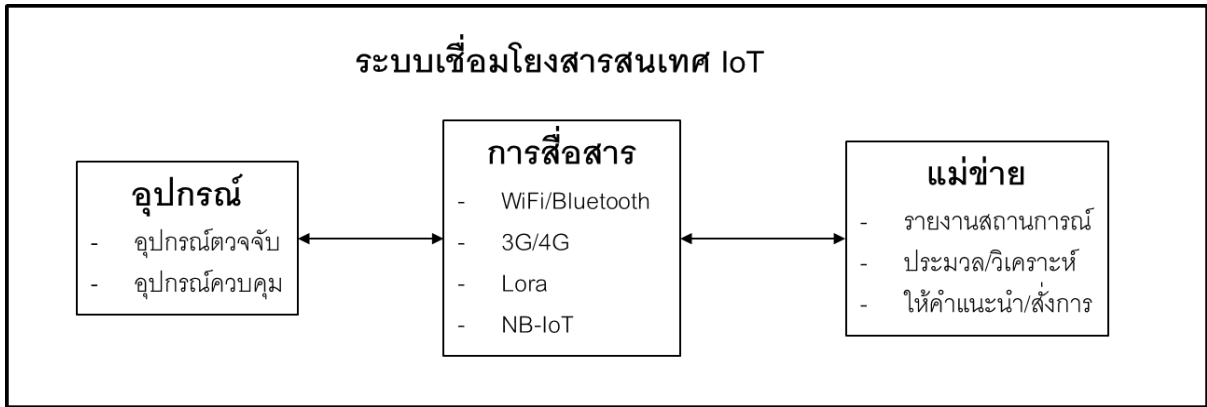 ระบบเชื่อมโยงสารสนเทศ IoT
อุปกรณ์
- อุปกรณ์ตวจจับ
- อุปกรณ์ควบคุม
การสื่อสาร
- WiFi/Bluetooth
- 3G/4G
- Lora
- NB-IoT
แม่ข่าย
- รายงานสถานการณ์
- ประมวล/วิเคราะห์
- ให้คำแนะนำ/สั่งการ